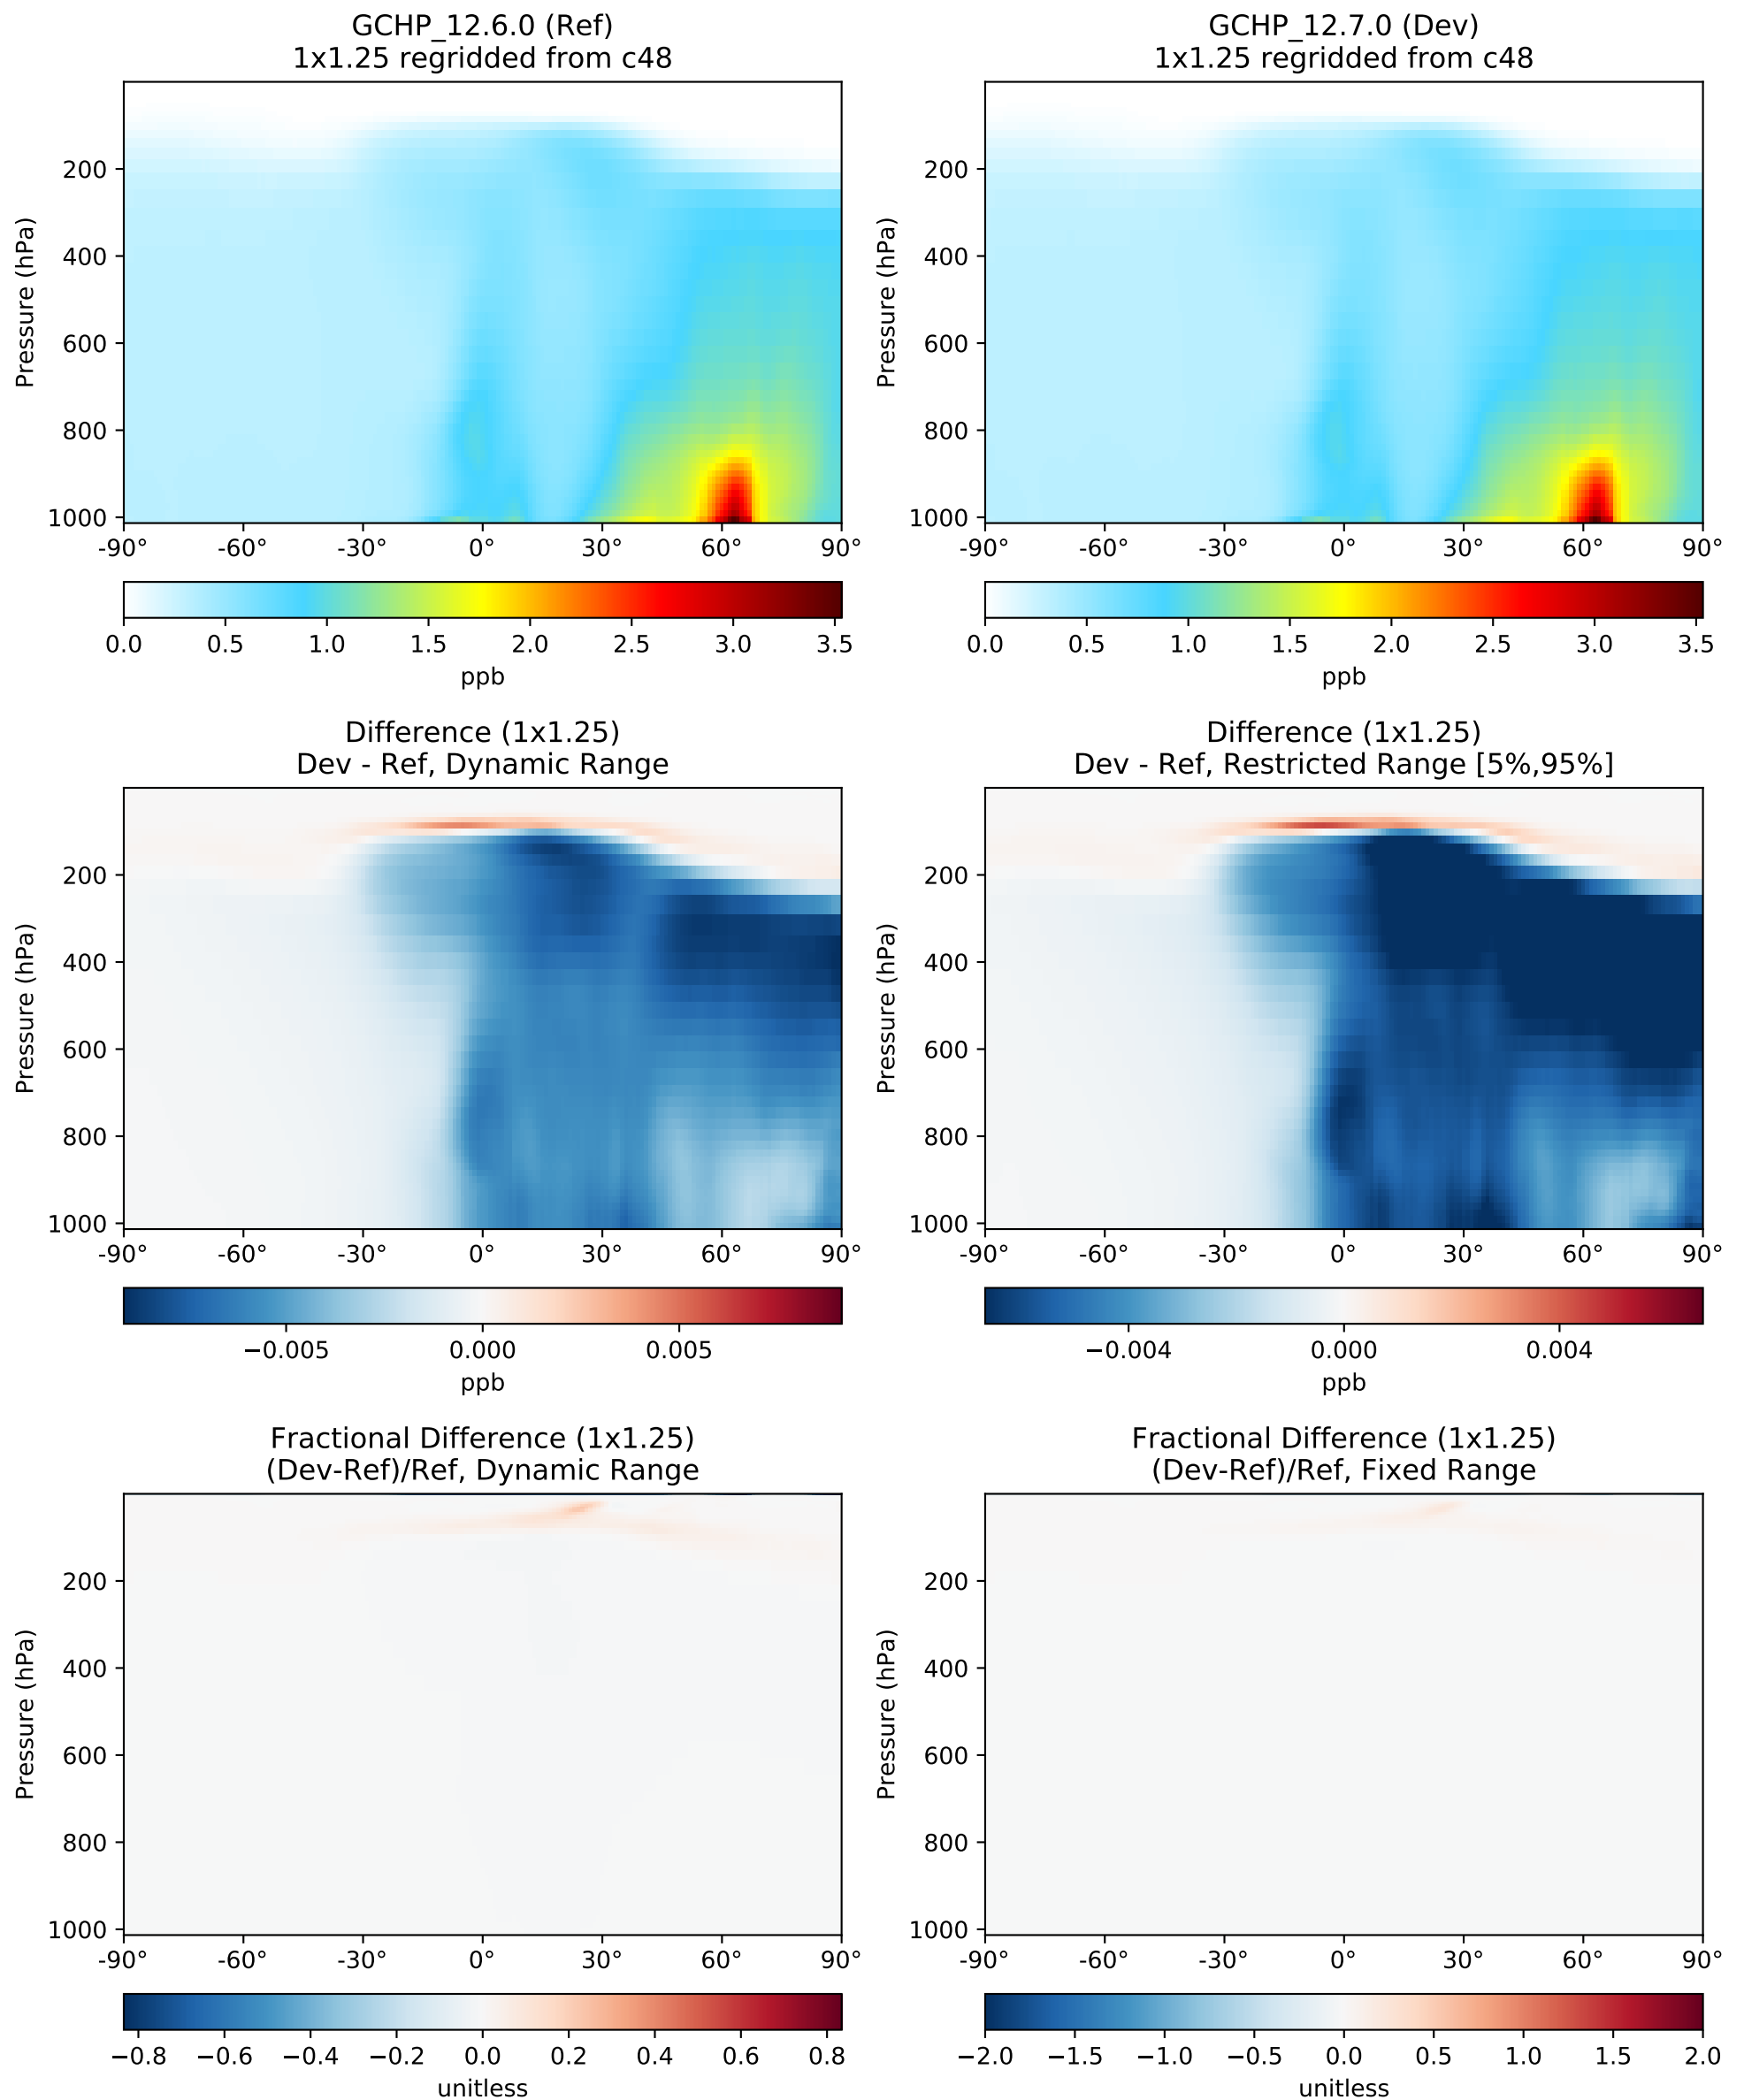 GCHP_12.6.0 (Ref)
1x1.25 regridded from c48
Pressure (hPa)
200
400
600
800
1000
-90° -60° -30° 0° 30° 60° 90°
0.0 0.5 1.0 1.5 2.0 2.5 3.0 3.5
ppb
GCHP_12.7.0 (Dev)
1x1.25 regridded from c48
Pressure (hPa)
200
400
600
800
1000
-90° -60° -30° 0° 30° 60° 90°
0.0 0.5 1.0 1.5 2.0 2.5 3.0 3.5
ppb
Difference (1x1.25)
Dev - Ref, Dynamic Range
Pressure (hPa)
200
400
600
800
1000
-90° -60° -30° 0° 30° 60° 90°
−0.005 0.000 0.005
ppb
Difference (1x1.25)
Dev - Ref, Restricted Range [5%,95%]
Pressure (hPa)
200
400
600
800
1000
-90° -60° -30° 0° 30° 60° 90°
−0.004 0.000 0.004
ppb
Fractional Difference (1x1.25)
(Dev-Ref)/Ref, Dynamic Range
Pressure (hPa)
200
400
600
800
1000
-90° -60° -30° 0° 30° 60° 90°
−0.8 −0.6 −0.4 −0.2 0.0 0.2 0.4 0.6 0.8
unitless
Fractional Difference (1x1.25)
(Dev-Ref)/Ref, Fixed Range
Pressure (hPa)
200
400
600
800
1000
-90° -60° -30° 0° 30° 60° 90°
−2.0 −1.5 −1.0 −0.5 0.0 0.5 1.0 1.5 2.0
unitless